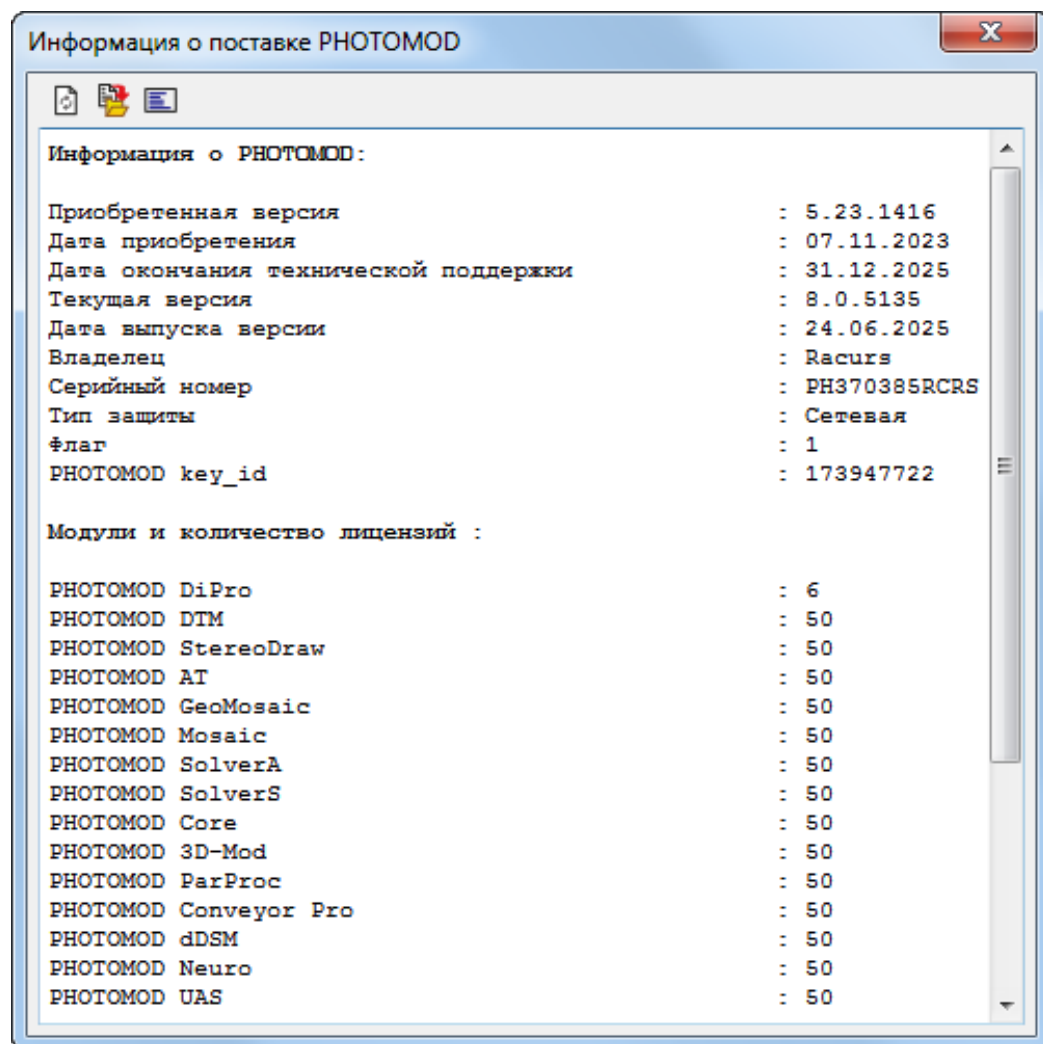 Информация о поставке PHOTOMOD
Информация о PHOTOMOD:
Приобретенная версия : 5.23.1416
Дата приобретения : 07.11.2023
Дата окончания технической поддержки : 31.12.2025
Текущая версия : 8.0.5135
Дата выпуска версии : 24.06.2025
Владелец : Racurs
Серийный номер : PH370385RCRS
Тип защиты : Сетевая
Флаг : 1
PHOTOMOD key_id : 173947722
Модули и количество лицензий :
PHOTOMOD DiPro : 6
PHOTOMOD DTM : 50
PHOTOMOD StereoDraw : 50
PHOTOMOD AT : 50
PHOTOMOD GeoMosaic : 50
PHOTOMOD Mosaic : 50
PHOTOMOD SolverA : 50
PHOTOMOD SolverS : 50
PHOTOMOD Core : 50
PHOTOMOD 3D-Mod : 50
PHOTOMOD ParProc : 50
PHOTOMOD Conveyor Pro : 50
PHOTOMOD dDSM : 50
PHOTOMOD Neuro : 50
PHOTOMOD UAS : 50